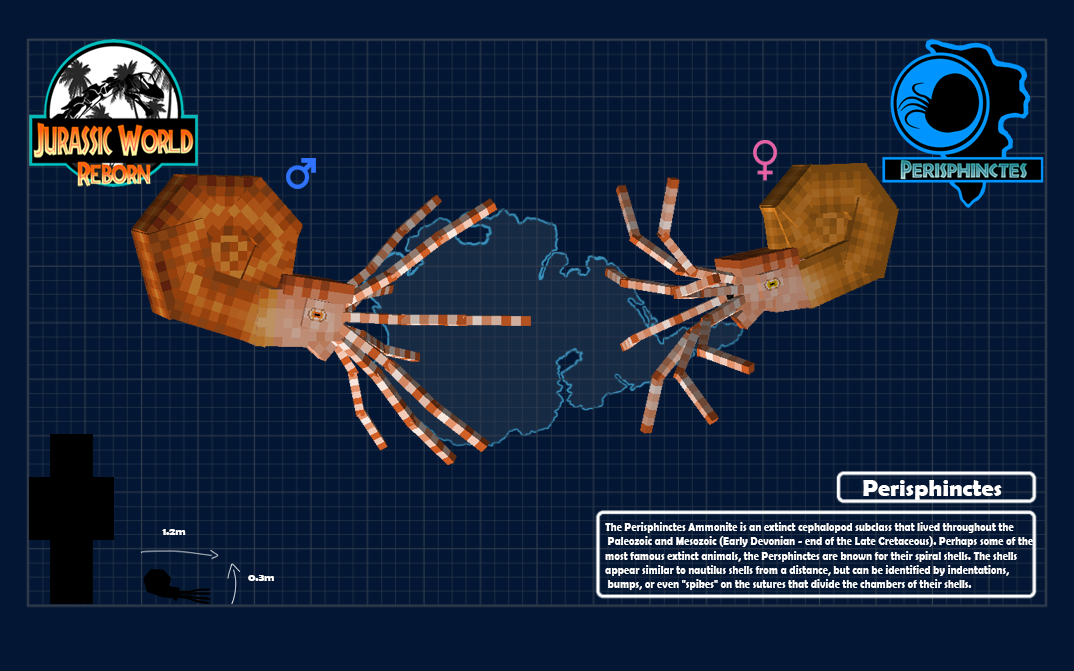 JURASSIC WORLD
REBORN
PERISPHINCTES
Perisphinctes
The Perisphinctes Ammonite is an extinct cephalopod subclass that lived throughout the
Paleozoic and Mesozoic (Early Devonian - end of the Late Cretaceous). Perhaps some of the
most famous extinct animals, the Persphinctes are known for their spiral shells. The shells
appear similar to nautilus shells from a distance, but can be identified by indentations,
bumps, or even "spikes" on the sutures that divide the chambers of their shells.
1.2m
0.3m